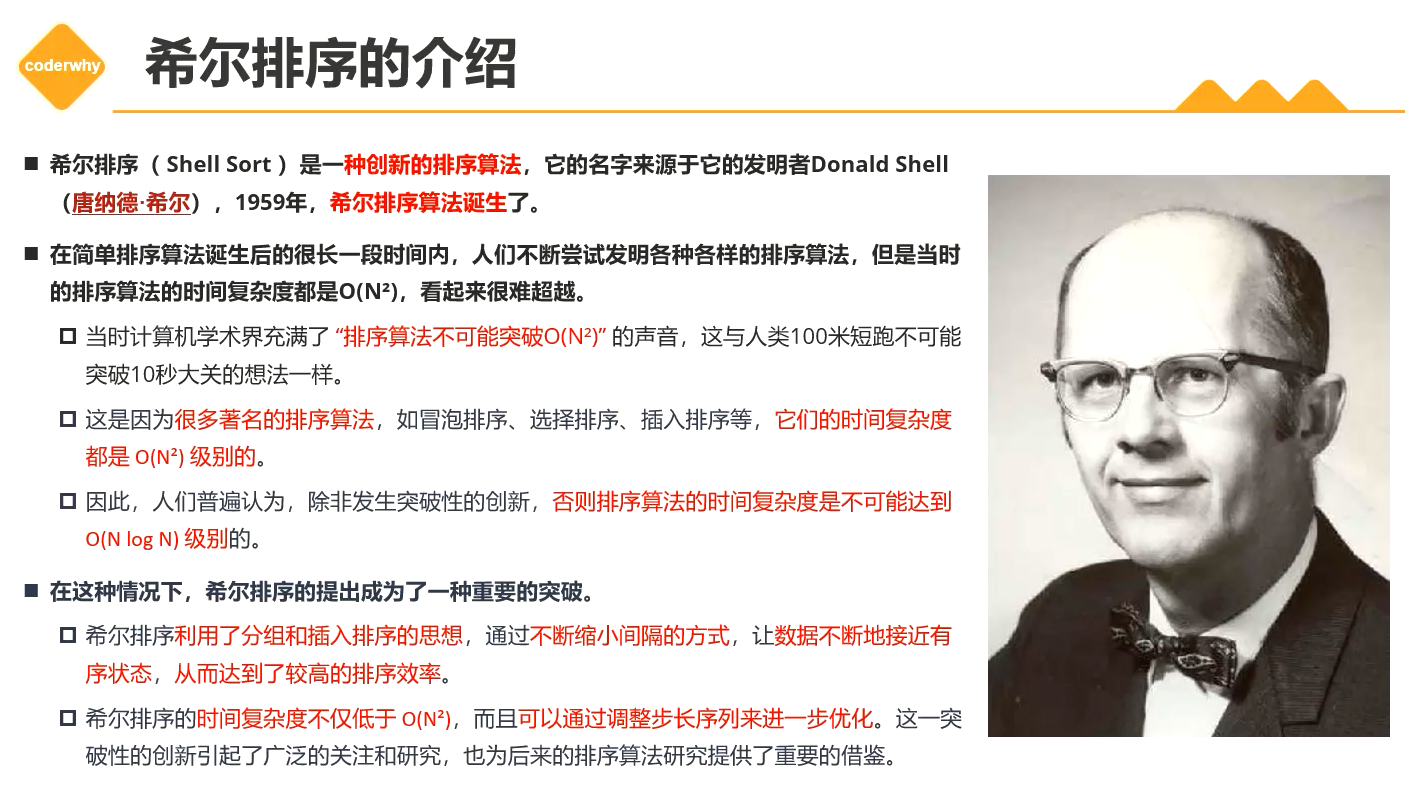 coderwhy
希尔排序的介绍
希尔排序（ Shell Sort ）是一种创新的排序算法，它的名字来源于它的发明者Donald Shell
（唐纳德·希尔），1959年，希尔排序算法诞生了。
在简单排序算法诞生后的很长一段时间内，人们不断尝试发明各种各样的排序算法，但是当时
的排序算法的时间复杂度都是O(N²)，看起来很难超越。
当时计算机学术界充满了 “排序算法不可能突破O(N²)” 的声音，这与人类100米短跑不可能
突破10秒大关的想法一样。
这是因为很多著名的排序算法，如冒泡排序、选择排序、插入排序等，它们的时间复杂度
都是 O(N²) 级别的。
因此，人们普遍认为，除非发生突破性的创新，否则排序算法的时间复杂度是不可能达到
O(N log N) 级别的。
在这种情况下，希尔排序的提出成为了一种重要的突破。
希尔排序利用了分组和插入排序的思想，通过不断缩小间隔的方式，让数据不断地接近有
序状态，从而达到了较高的排序效率。
希尔排序的时间复杂度不仅低于 O(N²)，而且可以通过调整步长序列来进一步优化。这一突
破性的创新引起了广泛的关注和研究，也为后来的排序算法研究提供了重要的借鉴。